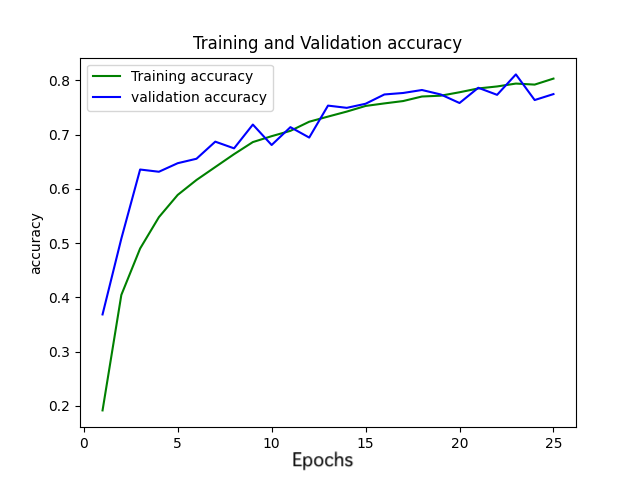 Training and Validation accuracy
Training accuracy
validation accuracy
accuracy
0.8
0.7
0.6
0.5
0.4
0.3
0.2
0 5 10 15 20 25
Epochs